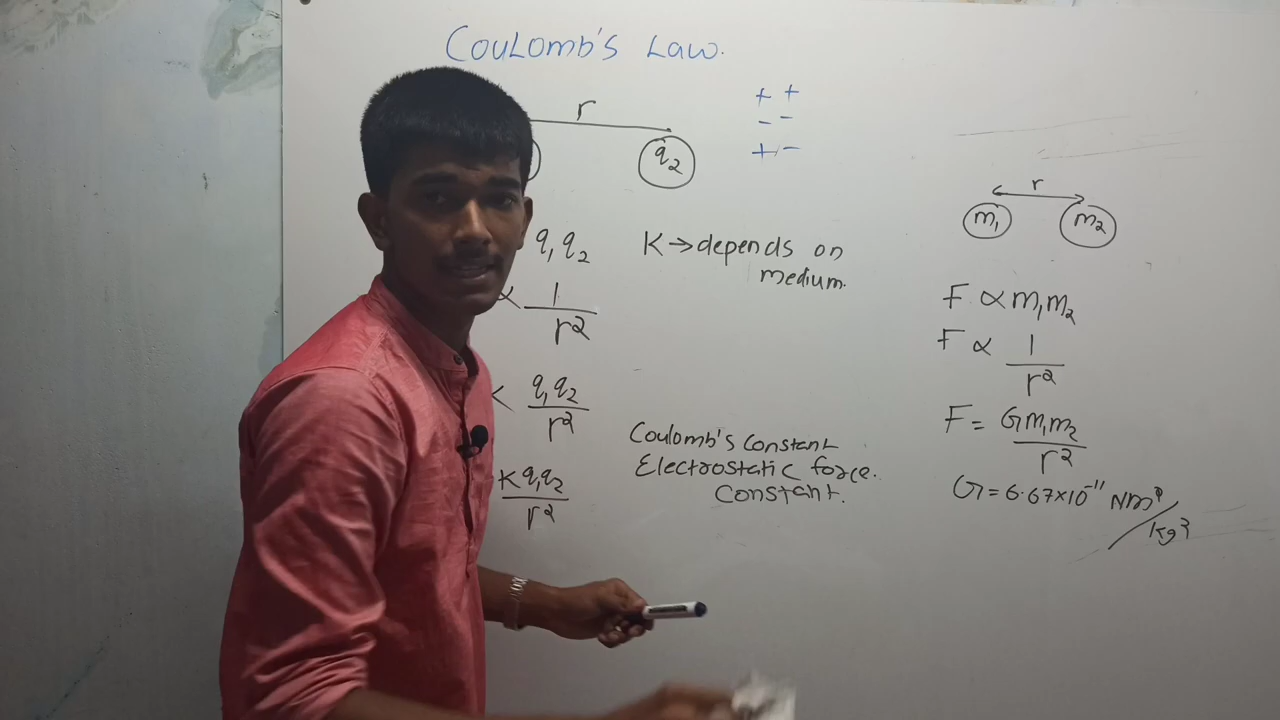 Coulomb's Law.
r
q2
+ +
- -
+/-
q1q2
∝ 1/r²
q1q2/r²
Kq1q2/r²
K → depends on
medium.
Coulomb's Constant
Electrostatic force.
Constant.
r
m1 m2
F ∝ m1m2
F ∝ 1/r²
F = Gm1m2/r²
G = 6.67×10⁻¹¹ Nm²/kg²